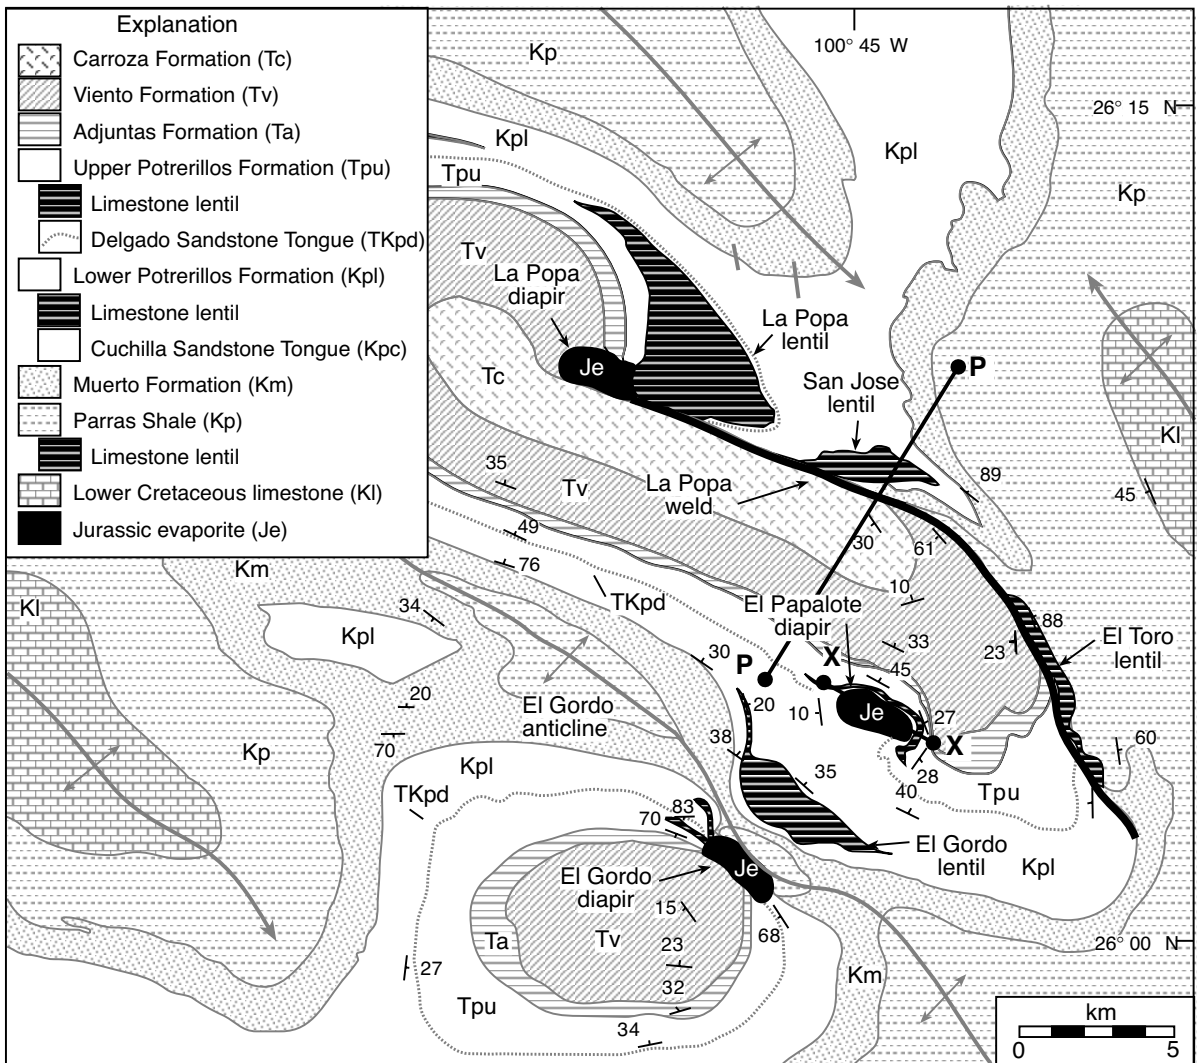 Explanation
Carroza Formation (Tc)
Viento Formation (Tv)
Adjuntas Formation (Ta)
Upper Potrerillos Formation (Tpu)
Limestone lentil
Delgado Sandstone Tongue (TKpd)
Lower Potrerillos Formation (Kpl)
Limestone lentil
Cuchilla Sandstone Tongue (Kpc)
Muerto Formation (Km)
Parras Shale (Kp)
Limestone lentil
Lower Cretaceous limestone (Kl)
Jurassic evaporite (Je)
100° 45 W
Kp
26° 15 N
Kpl
Kpl
Tpu
Kp
Tv
La Popa
diapir
La Popa
lentil
Je
P
Tc
San Jose
lentil
Kl
35
Tv
La Popa
weld
89
45
49
30
61
76
Km
TKpd
10
El Papalote
diapir
Kl
34
Kpl
88
El Toro
lentil
33
23
30
X
45
P
20
El Gordo
anticline
20
10
Je
27
70
38
X
60
Kp
Kpl
35
28
40
Tpu
TKpd
83
70
El Gordo
lentil
Kpl
Je
El Gordo
diapir
15
68
Ta
Tv
26° 00 N
27
23
Km
32
Tpu
34
km
0
5